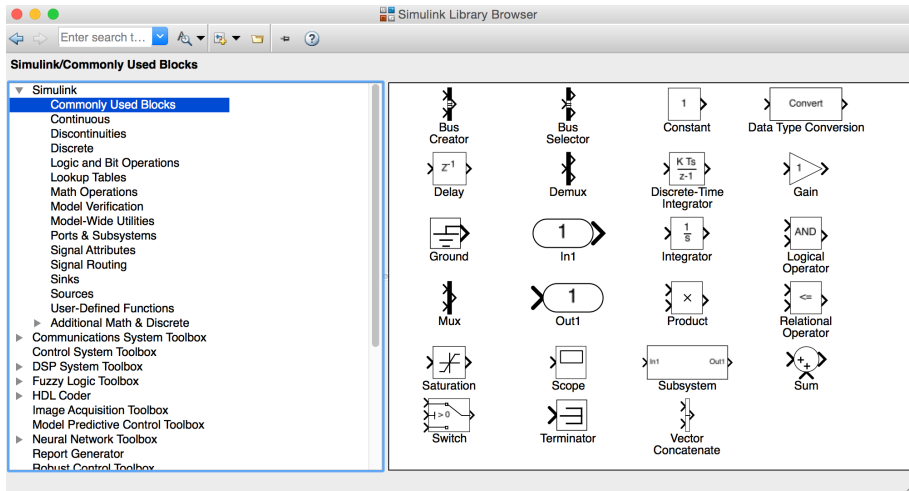 Simulink Library Browser
Enter search t...
Simulink/Commonly Used Blocks
Simulink
Commonly Used Blocks
Continuous
Discontinuities
Discrete
Logic and Bit Operations
Lookup Tables
Math Operations
Model Verification
Model-Wide Utilities
Ports & Subsystems
Signal Attributes
Signal Routing
Sinks
Sources
User-Defined Functions
Additional Math & Discrete
Communications System Toolbox
Control System Toolbox
DSP System Toolbox
Fuzzy Logic Toolbox
HDL Coder
Image Acquisition Toolbox
Model Predictive Control Toolbox
Neural Network Toolbox
Report Generator
Robust Control Toolbox
1 Convert
Bus Creator
Bus Selector
Constant
Data Type Conversion
Z-1
K Ts
z-1
1
Delay
Demux
Discrete-Time Integrator
Gain
1
1
s
AND
Ground
In1
Integrator
Logical Operator
1
×
<=
Mux
Out1
Product
Relational Operator
In1 Out1
+
+
Saturation
Scope
Subsystem
Sum
> 0
Switch
Terminator
Vector Concatenate